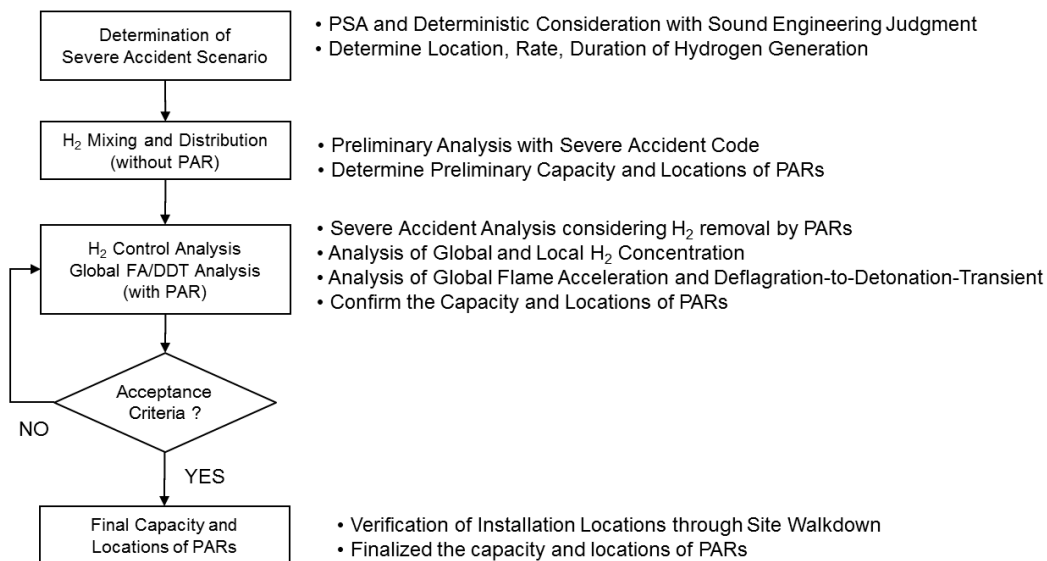 Determination of
Severe Accident Scenario
• PSA and Deterministic Consideration with Sound Engineering Judgment
• Determine Location, Rate, Duration of Hydrogen Generation
H₂ Mixing and Distribution
(without PAR)
• Preliminary Analysis with Severe Accident Code
• Determine Preliminary Capacity and Locations of PARs
H₂ Control Analysis
Global FA/DDT Analysis
(with PAR)
• Severe Accident Analysis considering H₂ removal by PARs
• Analysis of Global and Local H₂ Concentration
• Analysis of Global Flame Acceleration and Deflagration-to-Detonation-Transient
• Confirm the Capacity and Locations of PARs
Acceptance
Criteria ?
NO
YES
Final Capacity and
Locations of PARs
• Verification of Installation Locations through Site Walkdown
• Finalized the capacity and locations of PARs